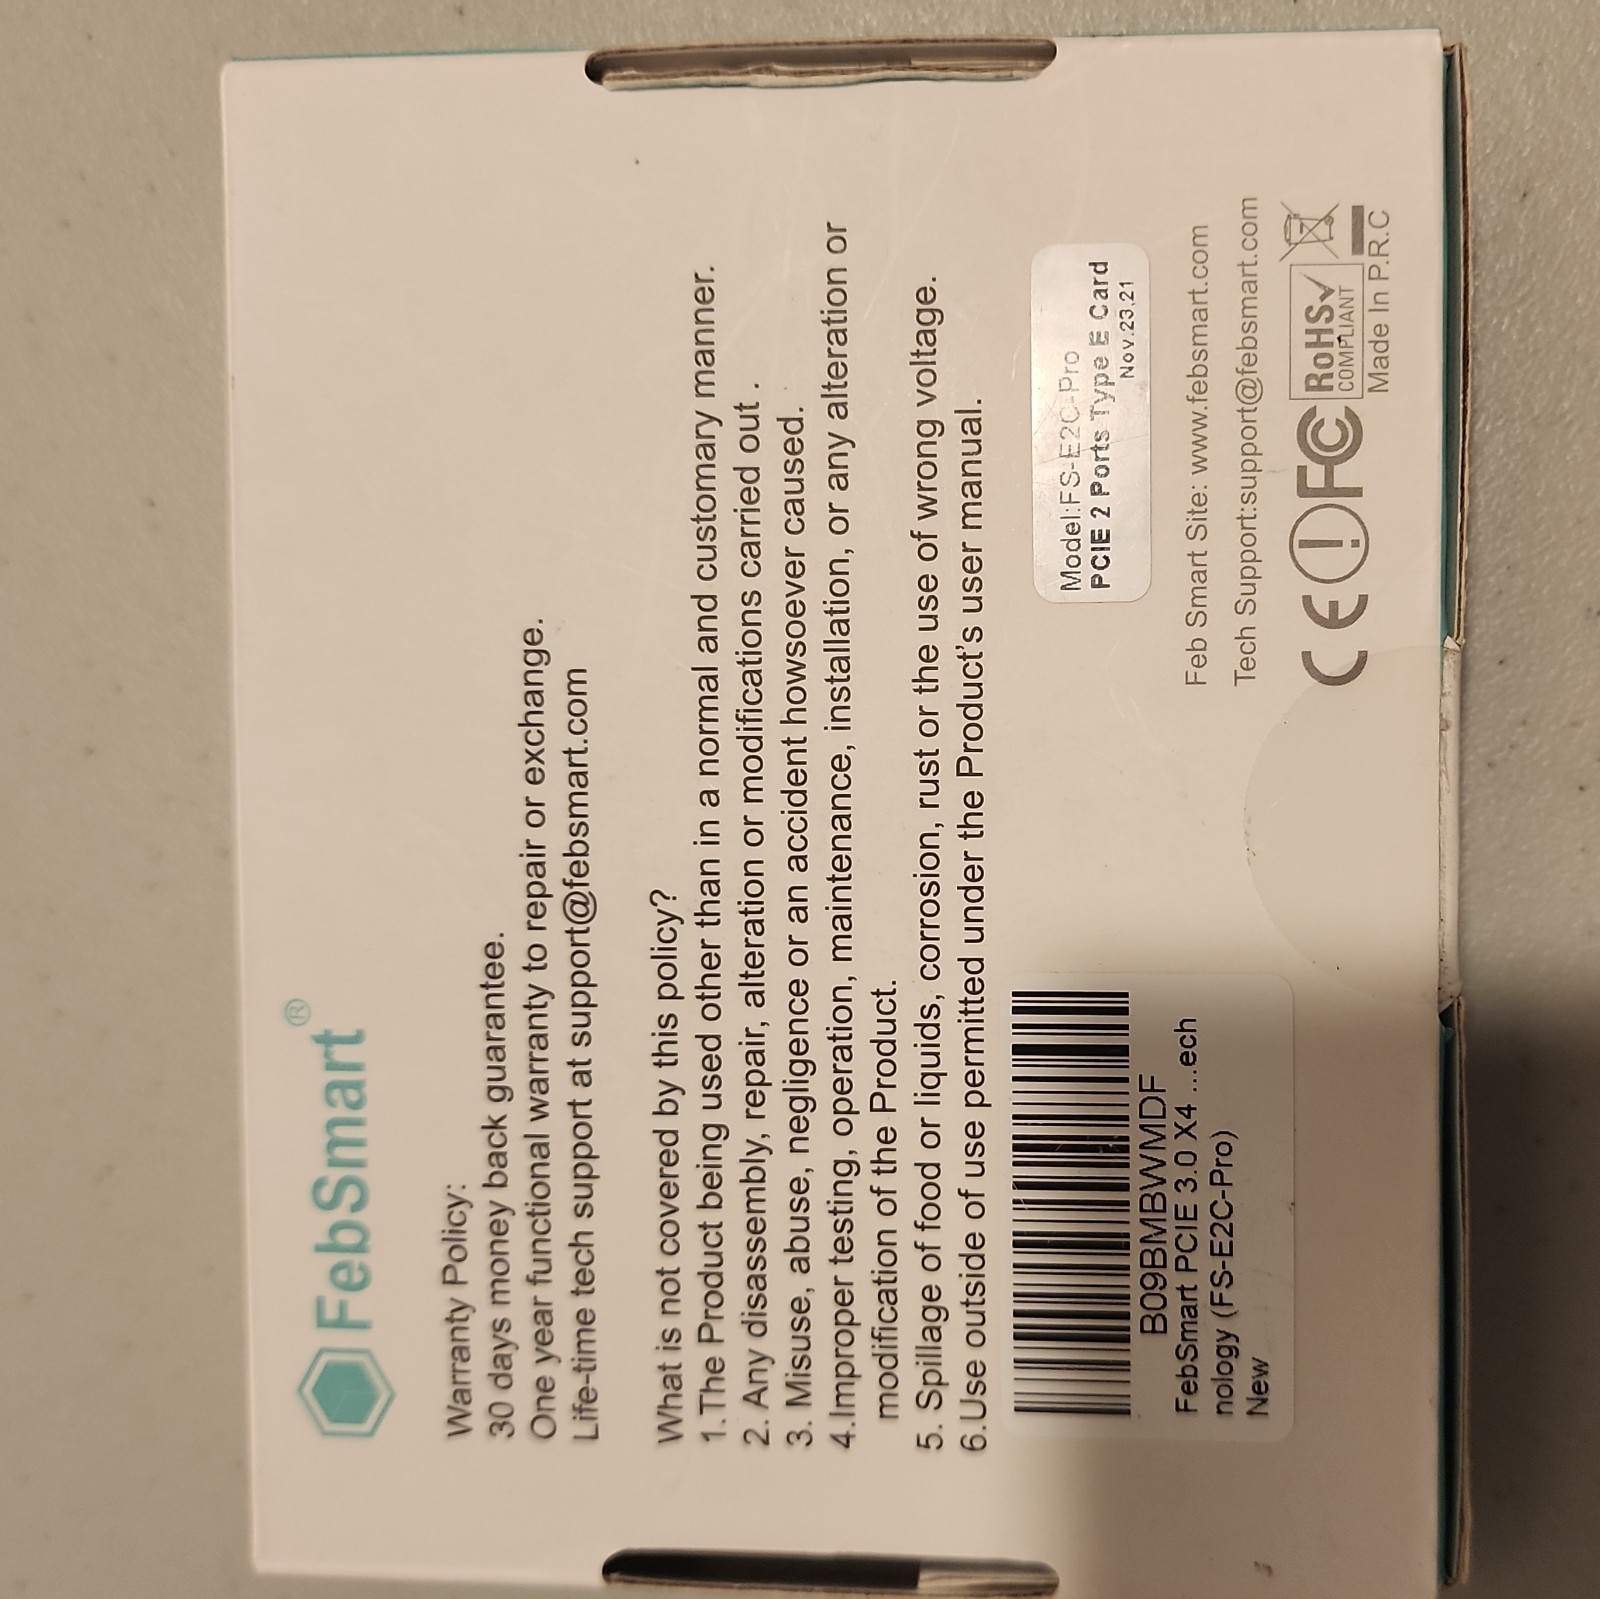 FebSmart®
Warranty Policy:
30 days money back guarantee.
One year functional warranty to repair or exchange.
Life-time tech support at support@febsmart.com
What is not covered by this policy?
1.The Product being used other than in a normal and customary manner.
2. Any disassembly, repair, alteration or modifications carried out .
3. Misuse, abuse, negligence or an accident howsoever caused.
4.Improper testing, operation, maintenance, installation, or any alteration or
modification of the Product.
5. Spillage of food or liquids, corrosion, rust or the use of wrong voltage.
6.Use outside of use permitted under the Product's user manual.
B09BMBWMDF
FebSmart PCIE 3.0 X4 ...ech
nology (FS-E2C-Pro)
New
Model:FS-E2C-Pro
PCIE 2 Ports Type E Card
Nov.23.21
Feb Smart Site: www.febsmart.com
Tech Support:support@febsmart.com
CE ! FC RoHS✓
COMPLIANT
Made In P.R.C